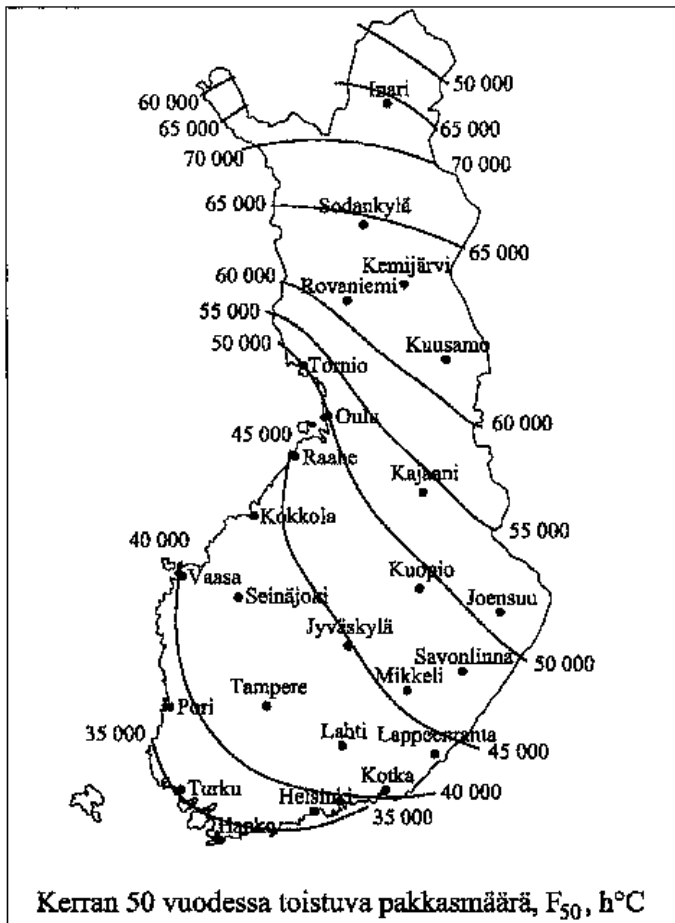 50 000
Inari
60 000
65 000
65 000
70 000
70 000
65 000
Sodankylä
65 000
Kemijärvi
60 000
Rovaniemi
55 000
50 000
Kuusamo
Tornio
Oulu
60 000
45 000
Raahe
Kajaani
Kokkola
55 000
40 000
Vaasa
Kuopio
Seinäjoki
Joensuu
Jyväskylä
Savonlinna
50 000
Mikkeli
Tampere
Pori
35 000
Lahti
Lappeenranta
45 000
Turku
Kotka
40 000
Helsinki
35 000
Hanko
Kerran 50 vuodessa toistuva pakkasmäärä, F50, h°C